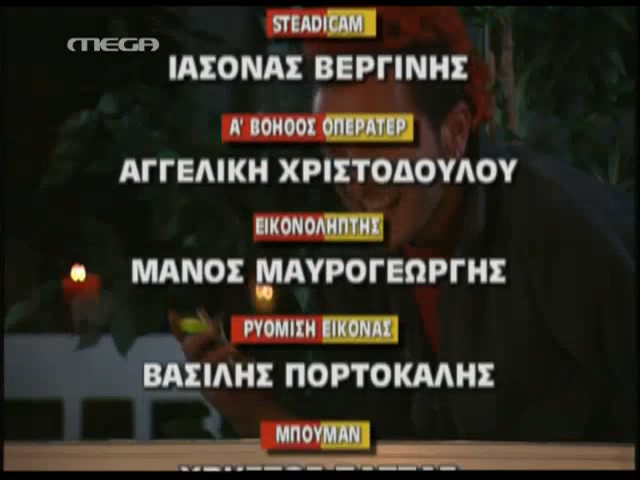 STEADICAM
MEGA
ΙΑΣΟΝΑΣ ΒΕΡΓΙΝΗΣ
Α' ΒΟΗΘΟΣ ΟΠΕΡΑΤΕΡ
ΑΓΓΕΛΙΚΗ ΧΡΙΣΤΟΔΟΥΛΟΥ
ΕΙΚΟΝΟΛΗΠΤΗΣ
ΜΑΝΟΣ ΜΑΥΡΟΓΕΩΡΓΗΣ
ΡΥΘΜΙΣΗ ΕΙΚΟΝΑΣ
ΒΑΣΙΛΗΣ ΠΟΡΤΟΚΑΛΗΣ
ΜΠΟΥΜΑΝ